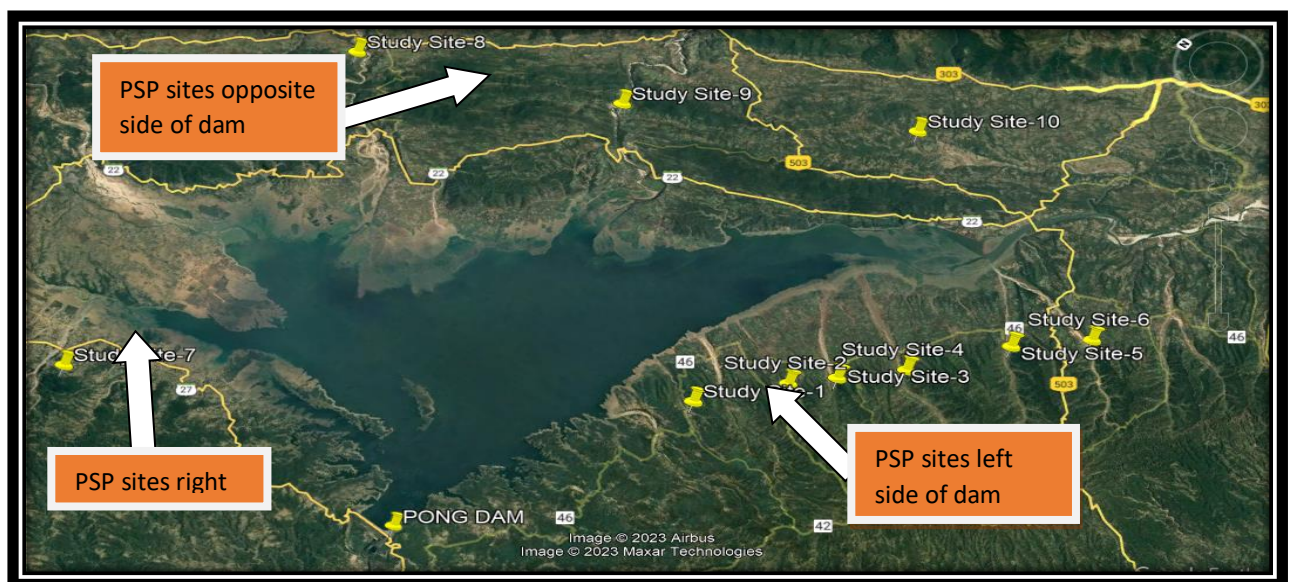 Study Site-8
PSP sites opposite
side of dam
303
303
Study Site-9
Study Site-10
503
22
22
22
22
Study Site-6
46
46
Study Site-5
Study Site-4
Study Site-2
46
Study Site-3
Study Site-7
Study Site-1
503
27
PSP sites right
PSP sites left
side of dam
PONG DAM
46
42
Image © 2023 Airbus
Image © 2023 Maxar Technologies